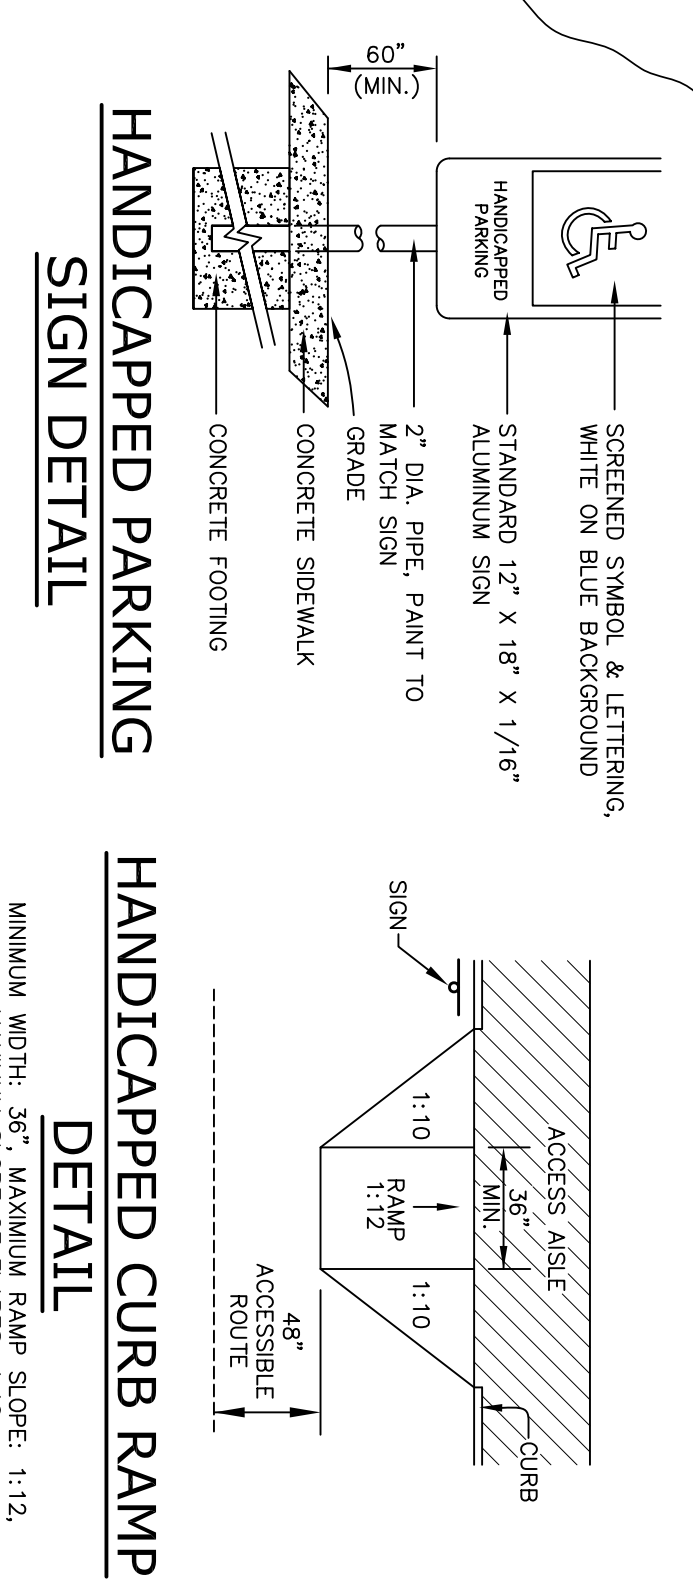 SCREENED SYMBOL & LETTERING,
WHITE ON BLUE BACKGROUND
HANDICAPPED
PARKING
STANDARD 12" X 18" X 1/16"
ALUMINUM SIGN
60"
(MIN.)
2" DIA. PIPE, PAINT TO
MATCH SIGN
GRADE
CONCRETE SIDEWALK
CONCRETE FOOTING
HANDICAPPED PARKING
SIGN DETAIL
ACCESS AISLE
CURB
36"
MIN.
SIGN
1:10
RAMP
1:12
1:10
48"
ACCESSIBLE
ROUTE
HANDICAPPED CURB RAMP
DETAIL
MINIMUM WIDTH: 36", MAXIMIUM RAMP SLOPE: 1:12,